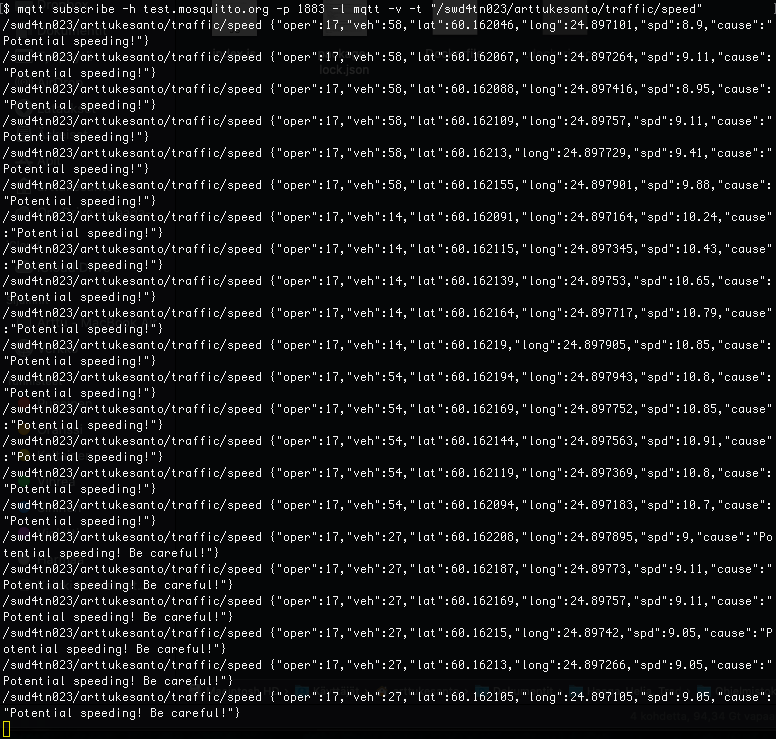 $ mqtt subscribe -h test.mosquitto.org -p 1883 -l mqtt -v -t "/swd4tn023/arttukesanto/traffic/speed"
/swd4tn023/arttukesanto/traffic/speed {"oper":17,"veh":58,"lat":60.162046,"long":24.897101,"spd":8.9,"cause":"
Potential speeding!"}
/swd4tn023/arttukesanto/traffic/speed {"oper":17,"veh":58,"lat":60.162067,"long":24.897264,"spd":9.11,"cause":
"Potential speeding!"}
/swd4tn023/arttukesanto/traffic/speed {"oper":17,"veh":58,"lat":60.162088,"long":24.897416,"spd":8.95,"cause":
"Potential speeding!"}
/swd4tn023/arttukesanto/traffic/speed {"oper":17,"veh":58,"lat":60.162109,"long":24.89757,"spd":9.11,"cause":"
Potential speeding!"}
/swd4tn023/arttukesanto/traffic/speed {"oper":17,"veh":58,"lat":60.16213,"long":24.897729,"spd":9.41,"cause":"
Potential speeding!"}
/swd4tn023/arttukesanto/traffic/speed {"oper":17,"veh":58,"lat":60.162155,"long":24.897901,"spd":9.88,"cause":
"Potential speeding!"}
/swd4tn023/arttukesanto/traffic/speed {"oper":17,"veh":14,"lat":60.162091,"long":24.897164,"spd":10.24,"cause"
:"Potential speeding!"}
/swd4tn023/arttukesanto/traffic/speed {"oper":17,"veh":14,"lat":60.162115,"long":24.897345,"spd":10.43,"cause"
:"Potential speeding!"}
/swd4tn023/arttukesanto/traffic/speed {"oper":17,"veh":14,"lat":60.162139,"long":24.89753,"spd":10.65,"cause":
"Potential speeding!"}
/swd4tn023/arttukesanto/traffic/speed {"oper":17,"veh":14,"lat":60.162164,"long":24.897717,"spd":10.79,"cause"
:"Potential speeding!"}
/swd4tn023/arttukesanto/traffic/speed {"oper":17,"veh":14,"lat":60.16219,"long":24.897905,"spd":10.85,"cause":
"Potential speeding!"}
/swd4tn023/arttukesanto/traffic/speed {"oper":17,"veh":54,"lat":60.162194,"long":24.897943,"spd":10.8,"cause":
"Potential speeding!"}
/swd4tn023/arttukesanto/traffic/speed {"oper":17,"veh":54,"lat":60.162169,"long":24.897752,"spd":10.85,"cause"
:"Potential speeding!"}
/swd4tn023/arttukesanto/traffic/speed {"oper":17,"veh":54,"lat":60.162144,"long":24.897563,"spd":10.91,"cause"
:"Potential speeding!"}
/swd4tn023/arttukesanto/traffic/speed {"oper":17,"veh":54,"lat":60.162119,"long":24.897369,"spd":10.8,"cause":
"Potential speeding!"}
/swd4tn023/arttukesanto/traffic/speed {"oper":17,"veh":54,"lat":60.162094,"long":24.897183,"spd":10.7,"cause":
"Potential speeding!"}
/swd4tn023/arttukesanto/traffic/speed {"oper":17,"veh":27,"lat":60.162208,"long":24.897895,"spd":9,"cause":"Po
tential speeding! Be careful!"}
/swd4tn023/arttukesanto/traffic/speed {"oper":17,"veh":27,"lat":60.162187,"long":24.89773,"spd":9.11,"cause":"
Potential speeding! Be careful!"}
/swd4tn023/arttukesanto/traffic/speed {"oper":17,"veh":27,"lat":60.162169,"long":24.89757,"spd":9.11,"cause":"
Potential speeding! Be careful!"}
/swd4tn023/arttukesanto/traffic/speed {"oper":17,"veh":27,"lat":60.16215,"long":24.89742,"spd":9.05,"cause":"P
otential speeding! Be careful!"}
/swd4tn023/arttukesanto/traffic/speed {"oper":17,"veh":27,"lat":60.16213,"long":24.897266,"spd":9.05,"cause":"
Potential speeding! Be careful!"}
/swd4tn023/arttukesanto/traffic/speed {"oper":17,"veh":27,"lat":60.162105,"long":24.897105,"spd":9.05,"cause":
"Potential speeding! Be careful!"}